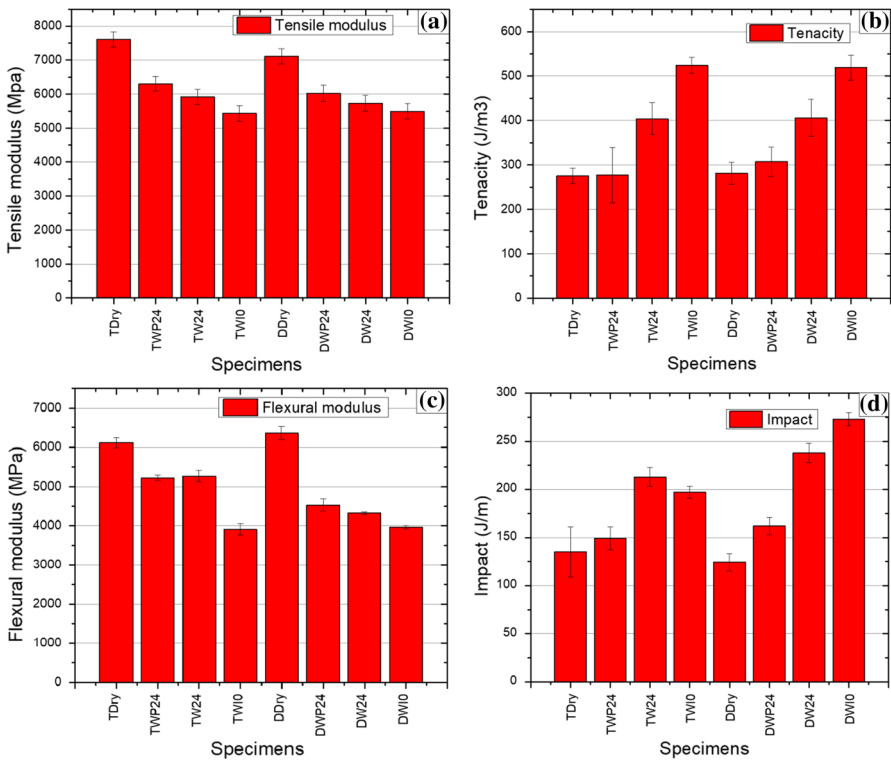 (a)
Tensile modulus
Tensile modulus (Mpa)
8000
7000
6000
5000
4000
3000
2000
1000
0
TDry
TWP24
TW24
TWI0
DDry
DWP24
DW24
DWI0
Specimens
(b)
Tenacity
Tenacity (J/m3)
600
500
400
300
200
100
0
TDry
TWP24
TW24
TWI0
DDry
DWP24
DW24
DWI0
Specimens
(c)
Flexural modulus
Flexural modulus (MPa)
7000
6000
5000
4000
3000
2000
1000
0
TDry
TWP24
TW24
TWI0
DDry
DWP24
DW24
DWI0
Specimens
(d)
Impact
Impact (J/m)
300
250
200
150
100
50
0
TDry
TWP24
TW24
TWI0
DDry
DWP24
DW24
DWI0
Specimens